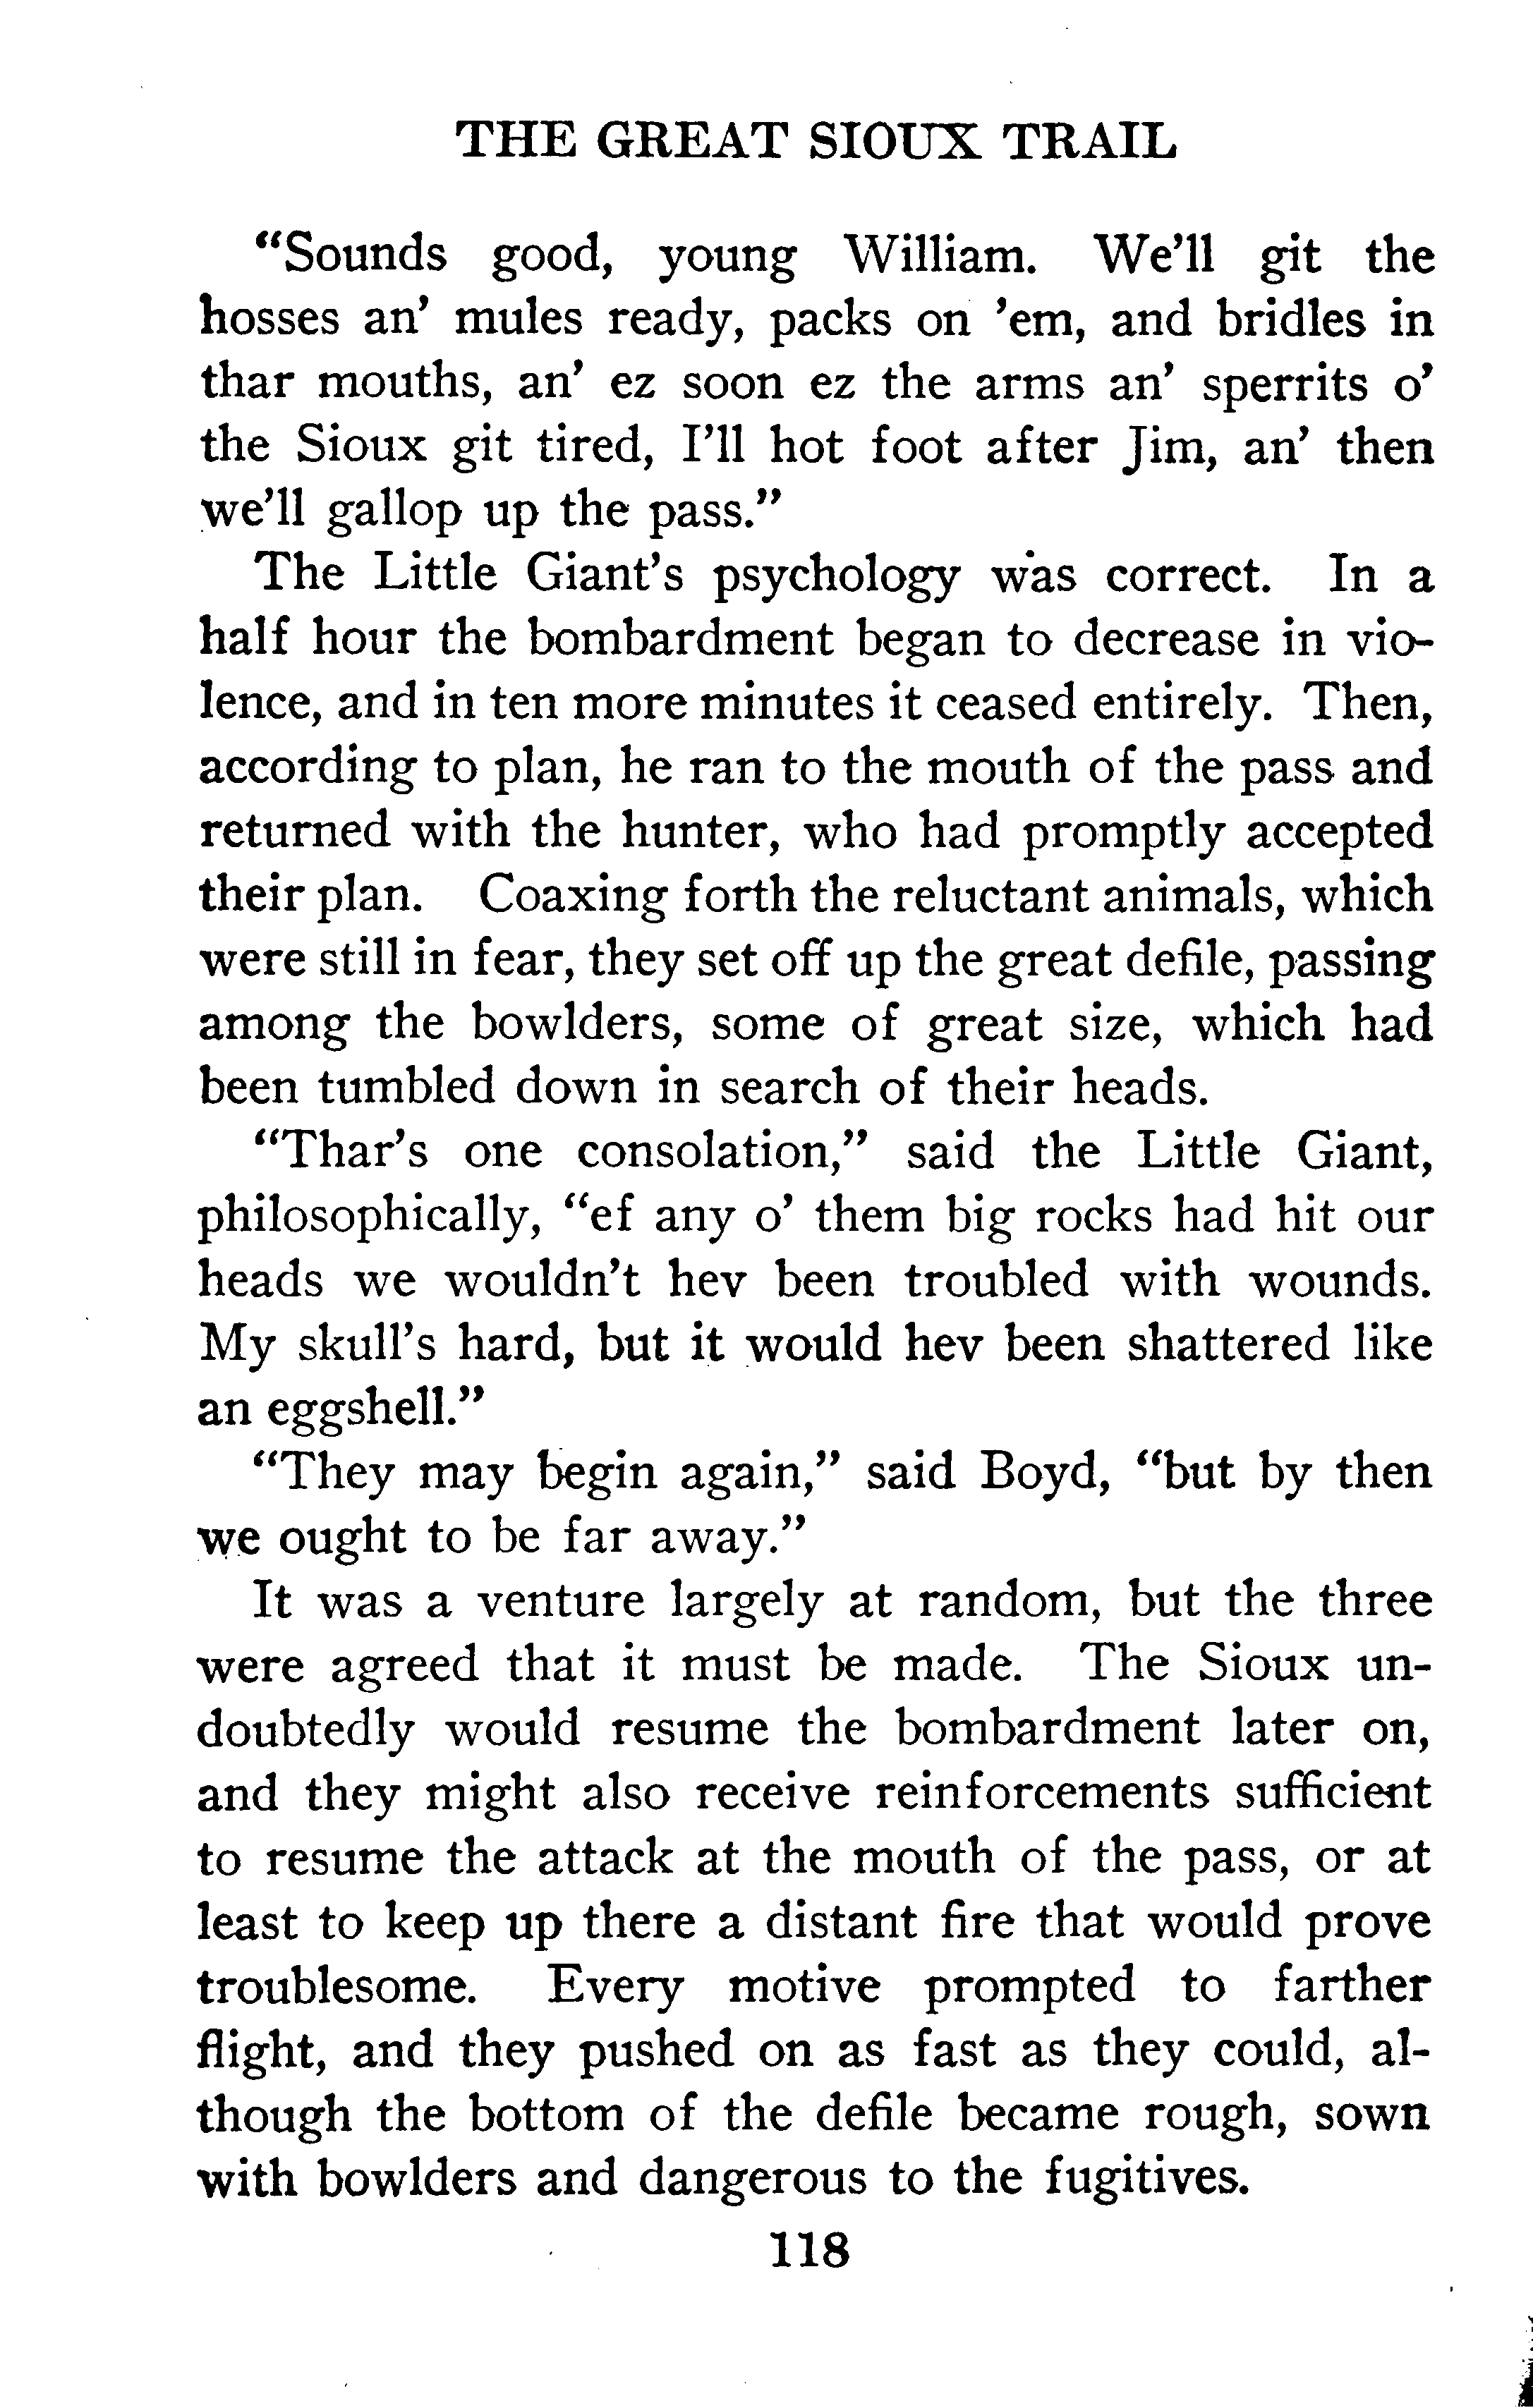 THE GREAT SIOUX TRAIL
"Sounds good, young William. We'll git the
hosses an' mules ready, packs on 'em, and bridles in
thar mouths, an' ez soon ez the arms an' sperrits o'
the Sioux git tired, I'll hot foot after Jim, an' then
we'll gallop up the pass."
The Little Giant's psychology was correct. In a
half hour the bombardment began to decrease in vio-
lence, and in ten more minutes it ceased entirely. Then,
according to plan, he ran to the mouth of the pass and
returned with the hunter, who had promptly accepted
their plan. Coaxing forth the reluctant animals, which
were still in fear, they set off up the great defile, passing
among the bowlders, some of great size, which had
been tumbled down in search of their heads.
"Thar's one consolation," said the Little Giant,
philosophically, "ef any o' them big rocks had hit our
heads we wouldn't hev been troubled with wounds.
My skull's hard, but it would hev been shattered like
an eggshell."
"They may begin again," said Boyd, "but by then
we ought to be far away."
It was a venture largely at random, but the three
were agreed that it must be made. The Sioux un-
doubtedly would resume the bombardment later on,
and they might also receive reinforcements sufficient
to resume the attack at the mouth of the pass, or at
least to keep up there a distant fire that would prove
troublesome. Every motive prompted to farther
flight, and they pushed on as fast as they could, al-
though the bottom of the defile became rough, sown
with bowlders and dangerous to the fugitives.
118